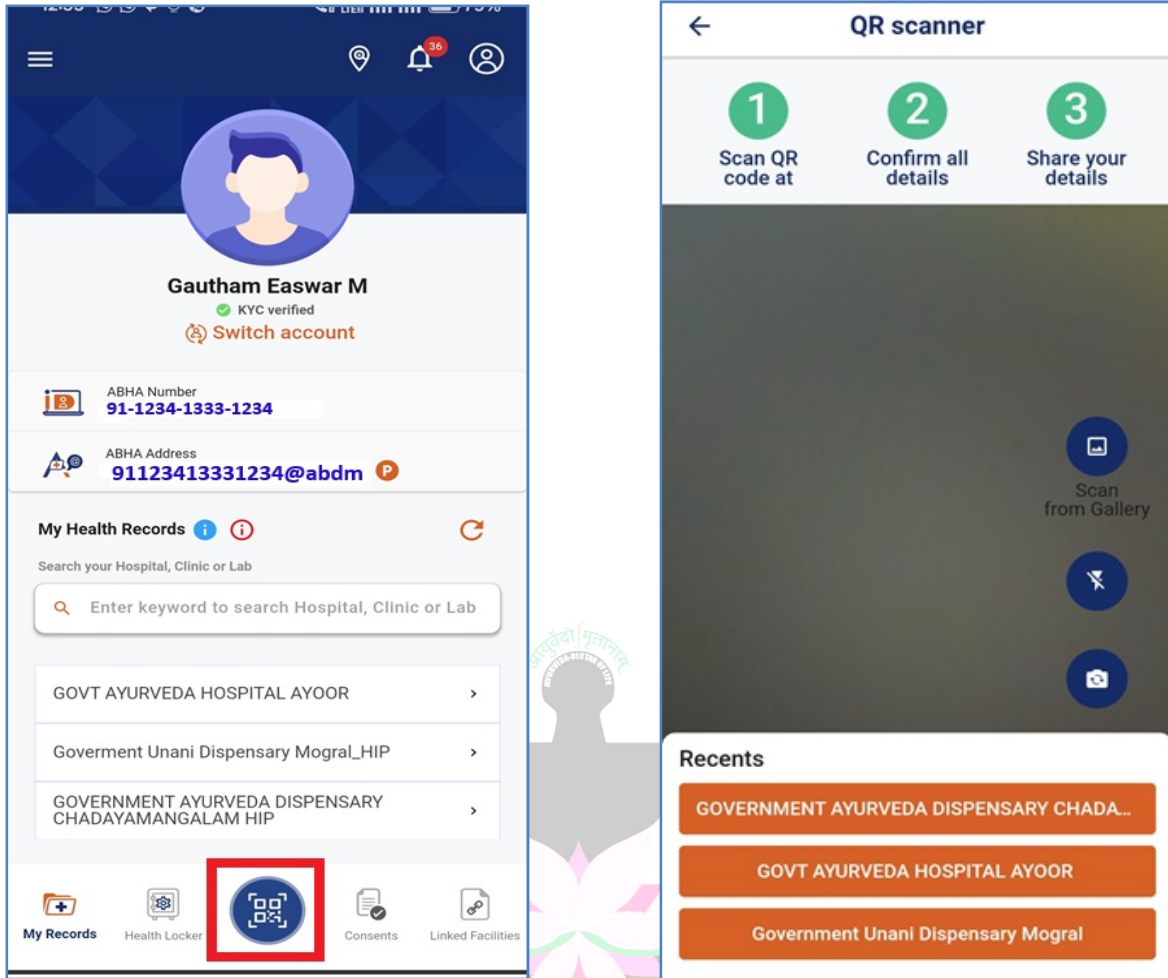 36
Gautham Easwar M
KYC verified
Switch account
ABHA Number
91-1234-1333-1234
ABHA Address
91123413331234@abdm P
My Health Records i i
Search your Hospital, Clinic or Lab
Enter keyword to search Hospital, Clinic or Lab
GOVT AYURVEDA HOSPITAL AYOOR
Goverment Unani Dispensary Mogral_HIP
GOVERNMENT AYURVEDA DISPENSARY
CHADAYAMANGALAM HIP
My Records Health Locker Consents Linked Facilities
QR scanner
1 2 3
Scan QR Confirm all Share your
code at details details
Scan
from Gallery
Recents
GOVERNMENT AYURVEDA DISPENSARY CHADA...
GOVT AYURVEDA HOSPITAL AYOOR
Government Unani Dispensary Mogral